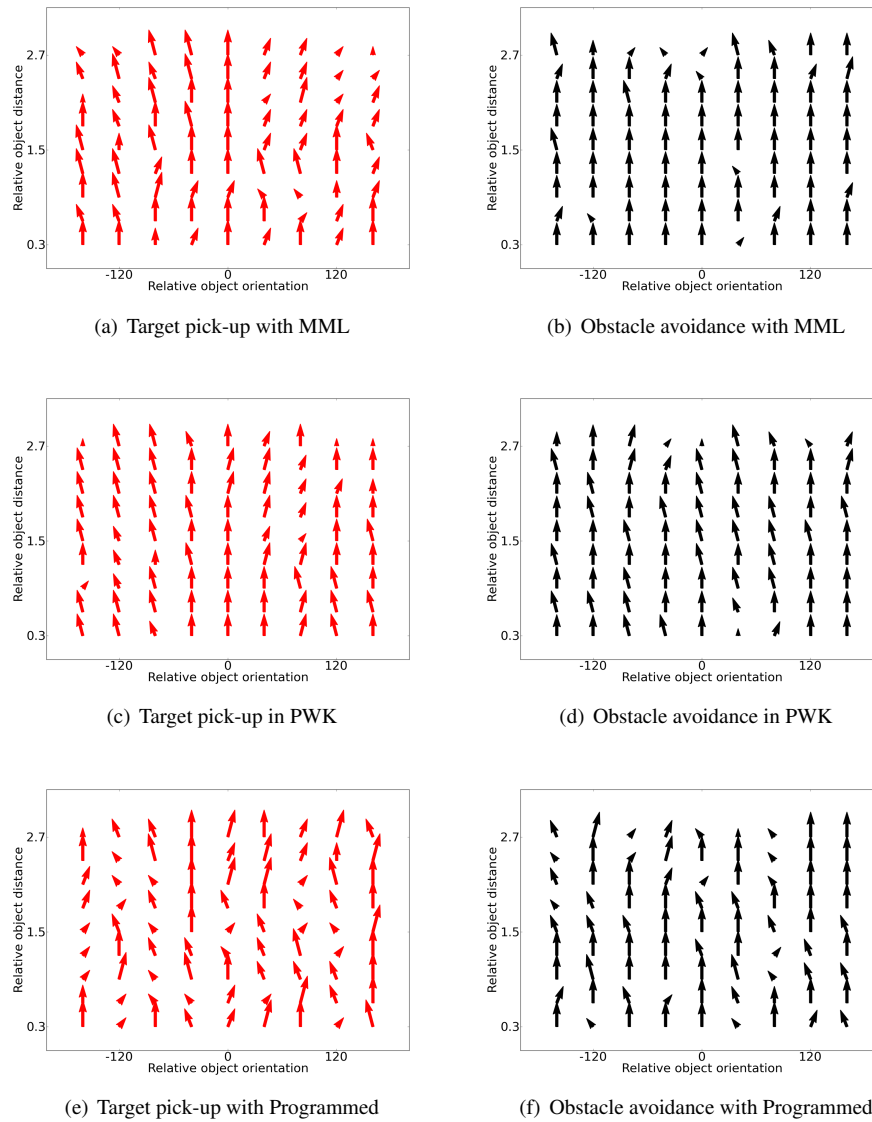 2.7
1.5
0.3
Relative object distance
-120 0 120
Relative object orientation
(a) Target pick-up with MML
2.7
1.5
0.3
Relative object distance
-120 0 120
Relative object orientation
(b) Obstacle avoidance with MML
2.7
1.5
0.3
Relative object distance
-120 0 120
Relative object orientation
(c) Target pick-up in PWK
2.7
1.5
0.3
Relative object distance
-120 0 120
Relative object orientation
(d) Obstacle avoidance in PWK
2.7
1.5
0.3
Relative object distance
-120 0 120
Relative object orientation
(e) Target pick-up with Programmed
2.7
1.5
0.3
Relative object distance
-120 0 120
Relative object orientation
(f) Obstacle avoidance with Programmed